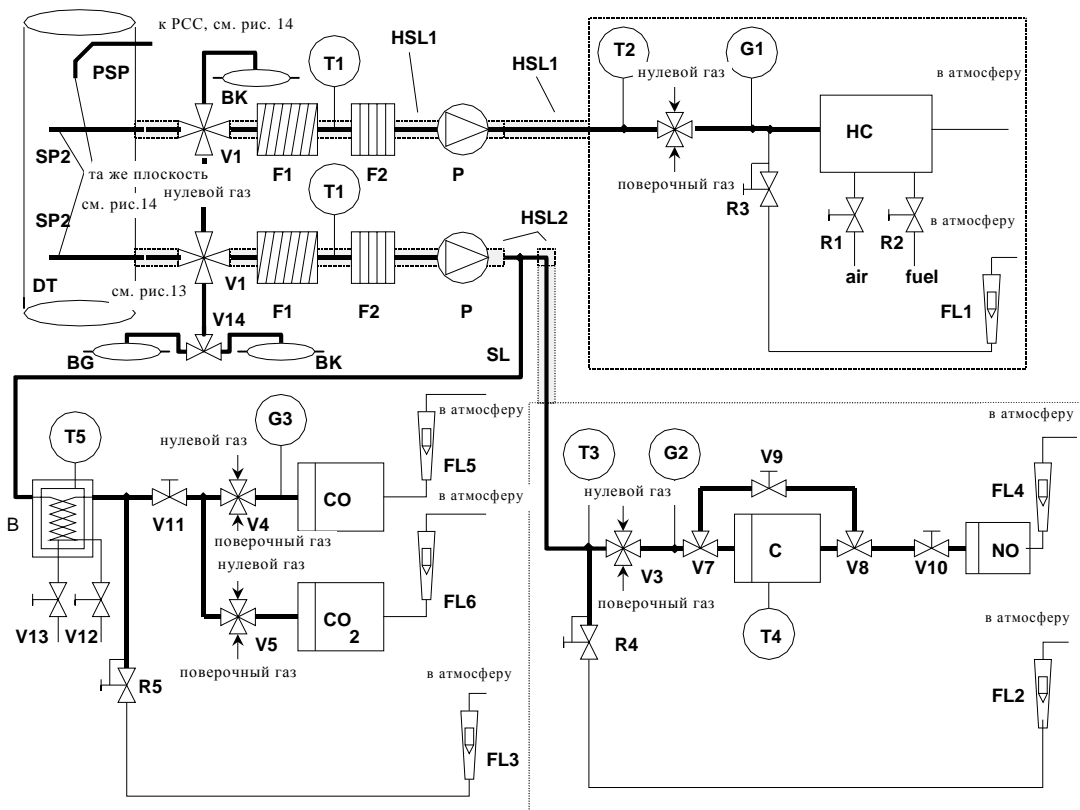 к РСС, см. рис. 14
PSP
нулевой газ
BK
T1
HSL1
HSL1
T2
нулевой газ
G1
в атмосферу
HC
SP2
V1
F1
F2
P
та же плоскость
нулевой газ
см. рис.14
T1
поверочный газ
R3
R1
R2
в атмосферу
air
fuel
FL1
SP2
HSL2
DT
см. рис.13
V1
F1
F2
P
V14
BG
BK
SL
в атмосферу
T5
нулевой газ
G3
FL5
в атмосферу
B
CO
V11
V4
поверочный газ
нулевой газ
FL6
V13
V12
V5
CO
2
поверочный газ
R5
в атмосферу
FL3
в атмосферу
T3
G2
V9
FL4
нулевой газ
V3
V7
C
V8
V10
NO
поверочный газ
R4
T4
в атмосферу
FL2